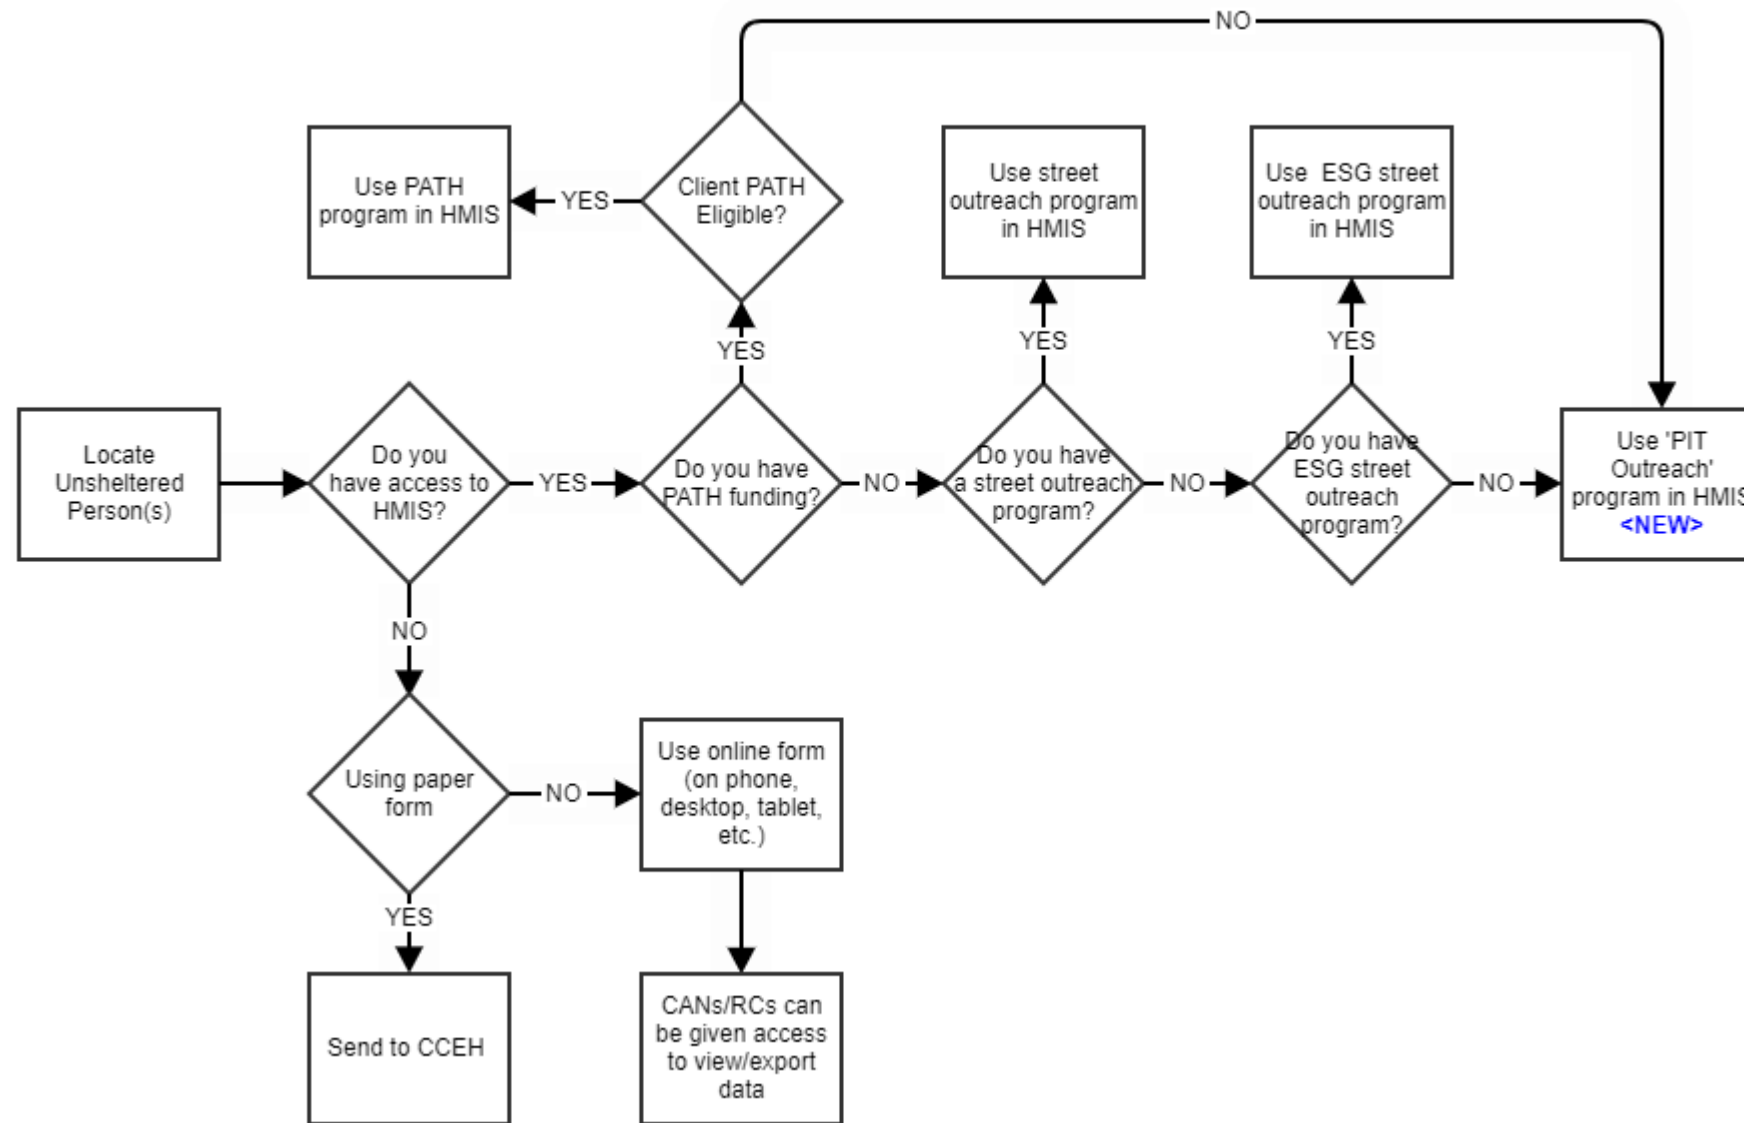 NO
Use PATH
program in HMIS
YES
Client PATH
Eligible?
Use street
outreach program
in HMIS
Use  ESG street
outreach program
in HMIS
YES
YES
YES
Locate
Unsheltered
Person(s)
Do you
have access to
HMIS?
YES
Do you have
PATH funding?
NO
Do you have
a street outreach
program?
NO
Do you have
ESG street
outreach
program?
NO
Use 'PIT
Outreach'
program in HMIS
<NEW>
NO
Using paper
form
NO
Use online form
(on phone,
desktop, tablet,
etc.)
YES
Send to CCEH
CANs/RCs can
be given access
to view/export
data